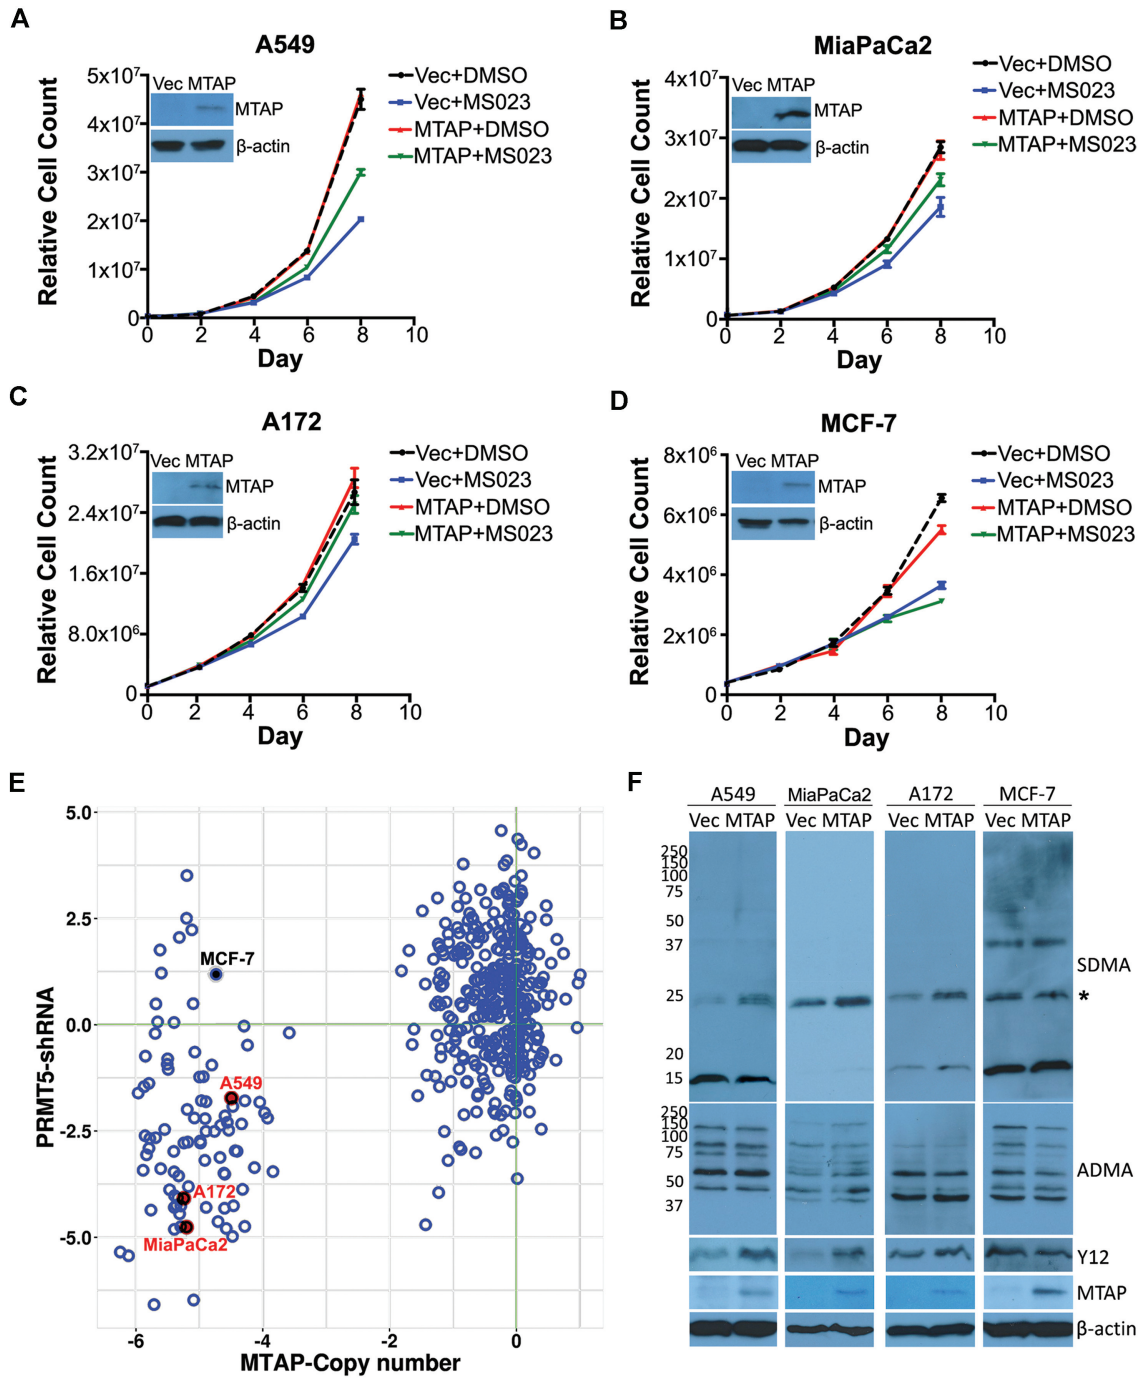 A
A549
Relative Cell Count
5x10⁷
4x10⁷
3x10⁷
2x10⁷
1x10⁷
0
0 2 4 6 8 10
Day
Vec MTAP
MTAP
β-actin
Vec+DMSO
Vec+MS023
MTAP+DMSO
MTAP+MS023
B
MiaPaCa2
Relative Cell Count
4x10⁷
3x10⁷
2x10⁷
1x10⁷
0
0 2 4 6 8 10
Day
Vec MTAP
MTAP
β-actin
Vec+DMSO
Vec+MS023
MTAP+DMSO
MTAP+MS023
C
A172
Relative Cell Count
3.2x10⁷
2.4x10⁷
1.6x10⁷
8.0x10⁶
0
0 2 4 6 8 10
Day
Vec MTAP
MTAP
β-actin
Vec+DMSO
Vec+MS023
MTAP+DMSO
MTAP+MS023
D
MCF-7
Relative Cell Count
8x10⁶
6x10⁶
4x10⁶
2x10⁶
0
0 2 4 6 8 10
Day
Vec MTAP
MTAP
β-actin
Vec+DMSO
Vec+MS023
MTAP+DMSO
MTAP+MS023
E
PRMT5-shRNA
5.0
2.5
0.0
-2.5
-5.0
MCF-7
A549
A172
MiaPaCa2
-6 -4 -2 0
MTAP-Copy number
F
A549 MiaPaCa2 A172 MCF-7
Vec MTAP Vec MTAP Vec MTAP Vec MTAP
250
150
100
75
50
37
25
20
15
SDMA
*
250
150
100
75
50
37
ADMA
Y12
MTAP
β-actin